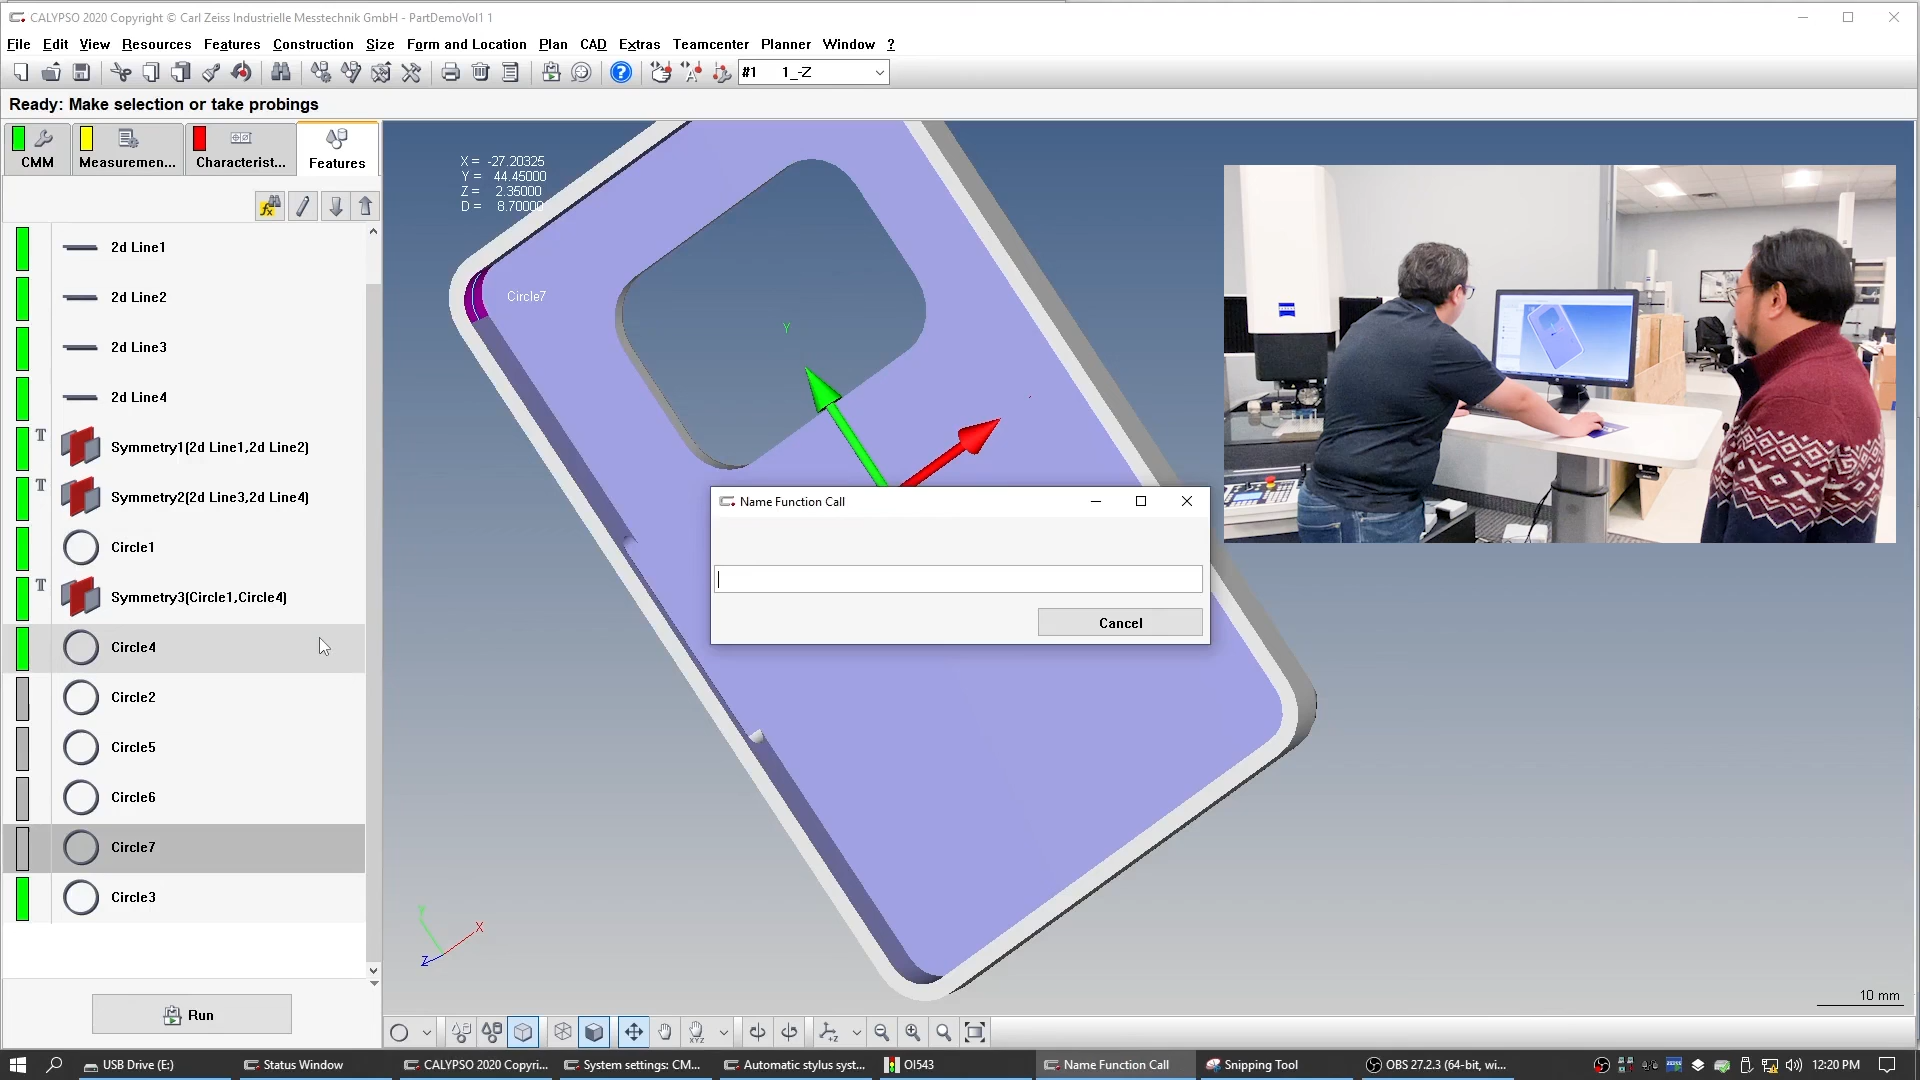 CALYPSO 2020 Copyright © Carl Zeiss Industrielle Messtechnik GmbH - PartDemoVol1 1
File Edit View Resources Features Construction Size Form and Location Plan CAD Extras Teamcenter Planner Window ?
#1 1_-Z
Ready: Make selection or take probings
CMM
Measuremen...
Characterist...
Features
fx
2d Line1
2d Line2
2d Line3
2d Line4
T Symmetry1(2d Line1,2d Line2)
T Symmetry2(2d Line3,2d Line4)
Circle1
T Symmetry3(Circle1,Circle4)
Circle4
Circle2
Circle5
Circle6
Circle7
Circle3
Run
X = -27.20325
Y = 44.45000
Z = 2.35000
D = 8.70000
Circle7
Y
Name Function Call
Cancel
Y
X
Z
10 mm
XYZ
USB Drive (E:)
Status Window
CALYPSO 2020 Copyri...
System settings: CM...
Automatic stylus syst...
OI543
Name Function Call
Snipping Tool
OBS 27.2.3 (64-bit, wi...
12:20 PM